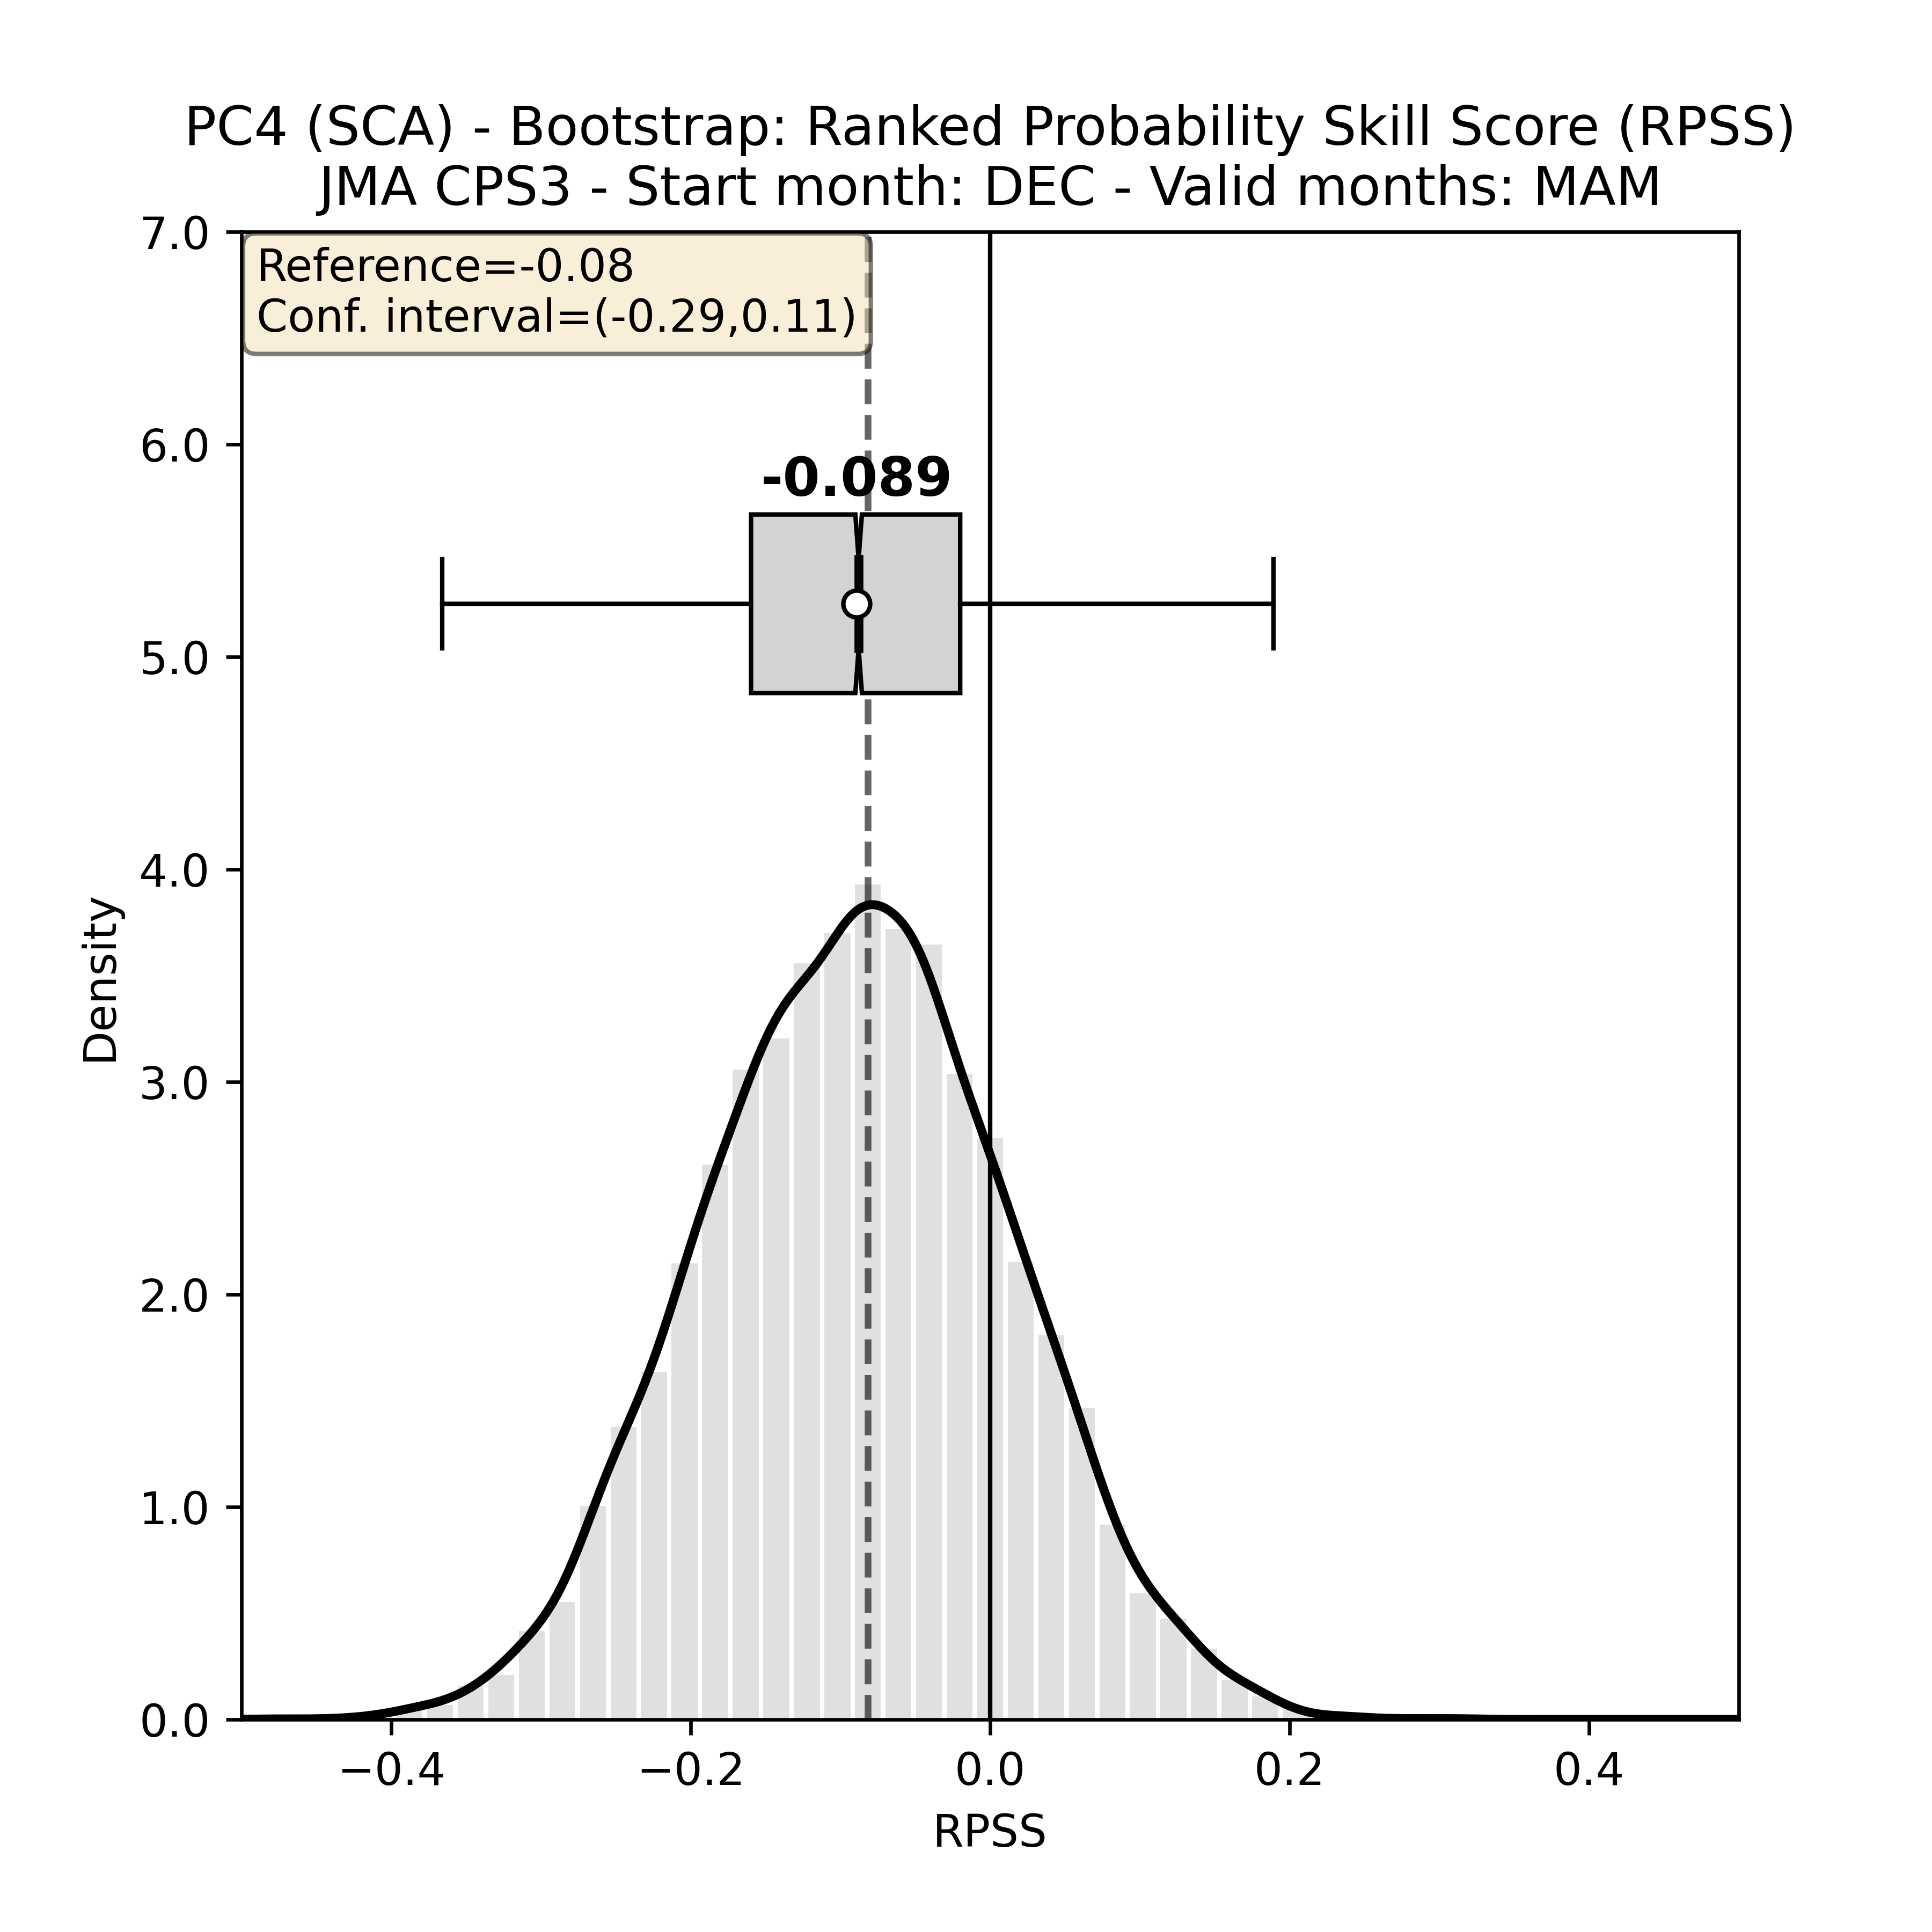 PC4 (SCA) - Bootstrap: Ranked Probability Skill Score (RPSS)
JMA CPS3 - Start month: DEC - Valid months: MAM
Reference=-0.08
Conf. interval=(-0.29,0.11)
-0.089
7.0
6.0
5.0
4.0
3.0
2.0
1.0
0.0
Density
−0.4 −0.2 0.0 0.2 0.4
RPSS